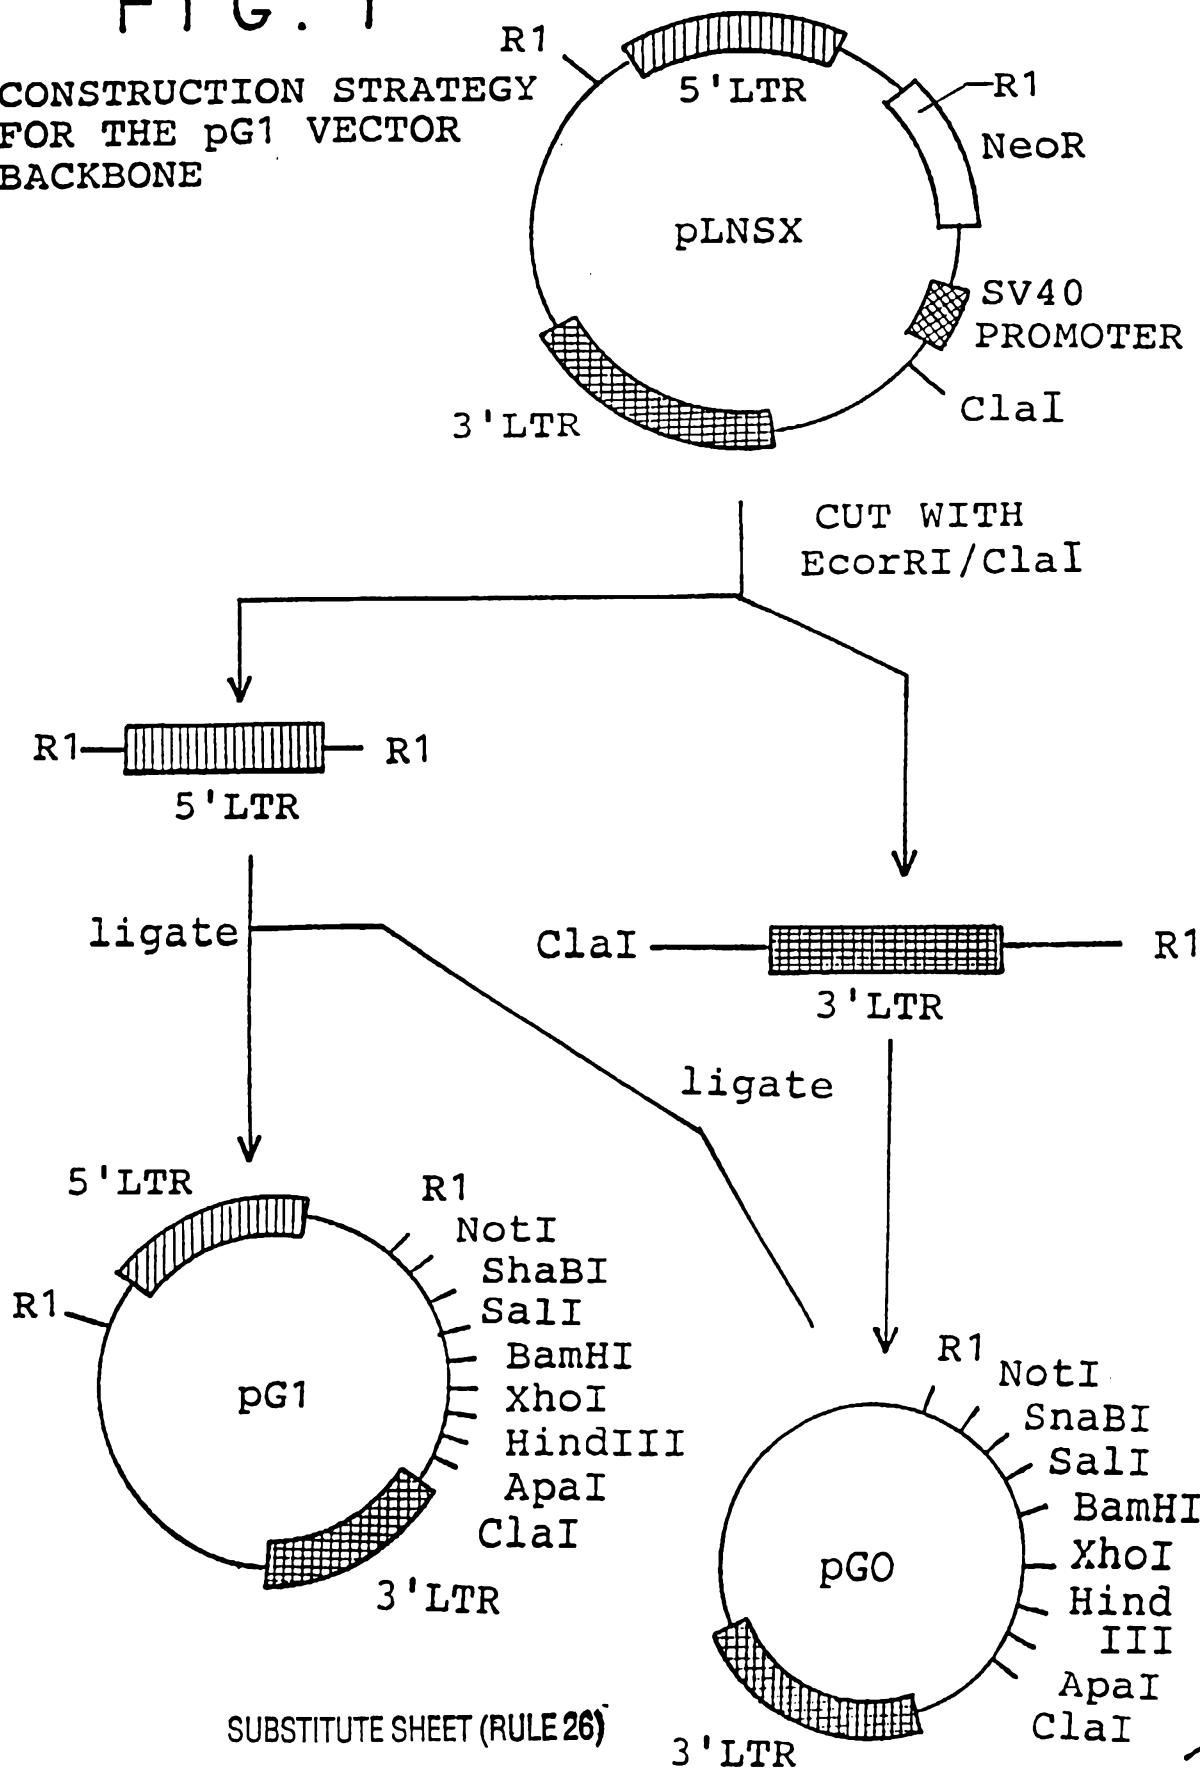 FIG. 1
CONSTRUCTION STRATEGY
FOR THE pG1 VECTOR
BACKBONE
R1
5'LTR
R1
NeoR
pLNSX
SV40
PROMOTER
ClaI
3'LTR
CUT WITH
EcorRI/ClaI
R1
R1
5'LTR
ligate
ClaI
R1
3'LTR
ligate
5'LTR
R1
NotI
ShaBI
SalI
BamHI
XhoI
HindIII
ApaI
ClaI
R1
pG1
3'LTR
R1
NotI
SnaBI
SalI
BamHI
XhoI
Hind
III
ApaI
ClaI
pG0
3'LTR
SUBSTITUTE SHEET (RULE 26)